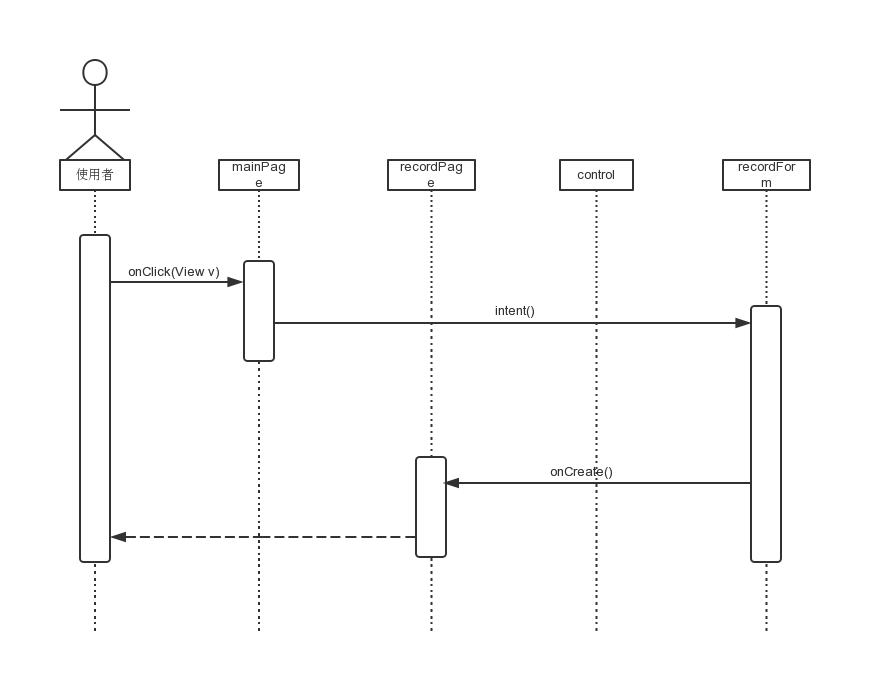 使用者
mainPag
e
recordPag
e
control
recordFor
m
onClick(View v)
intent()
onCreate()